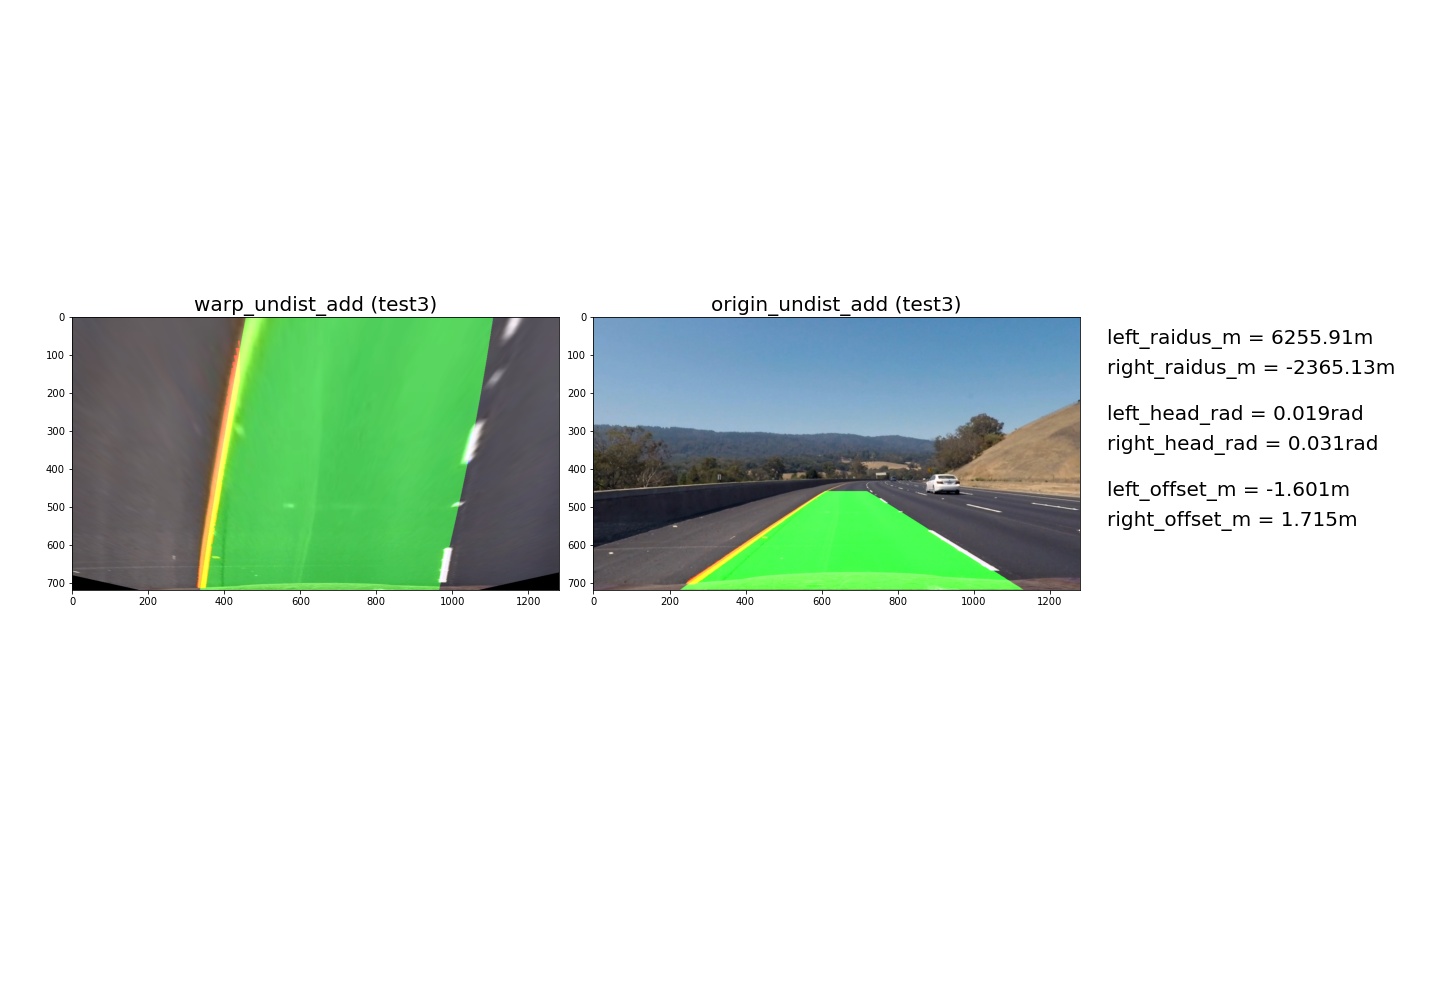 warp_undist_add (test3)
0
100
200
300
400
500
600
700
0 200 400 600 800 1000 1200
origin_undist_add (test3)
0
100
200
300
400
500
600
700
0 200 400 600 800 1000 1200
left_raidus_m = 6255.91m
right_raidus_m = -2365.13m
left_head_rad = 0.019rad
right_head_rad = 0.031rad
left_offset_m = -1.601m
right_offset_m = 1.715m